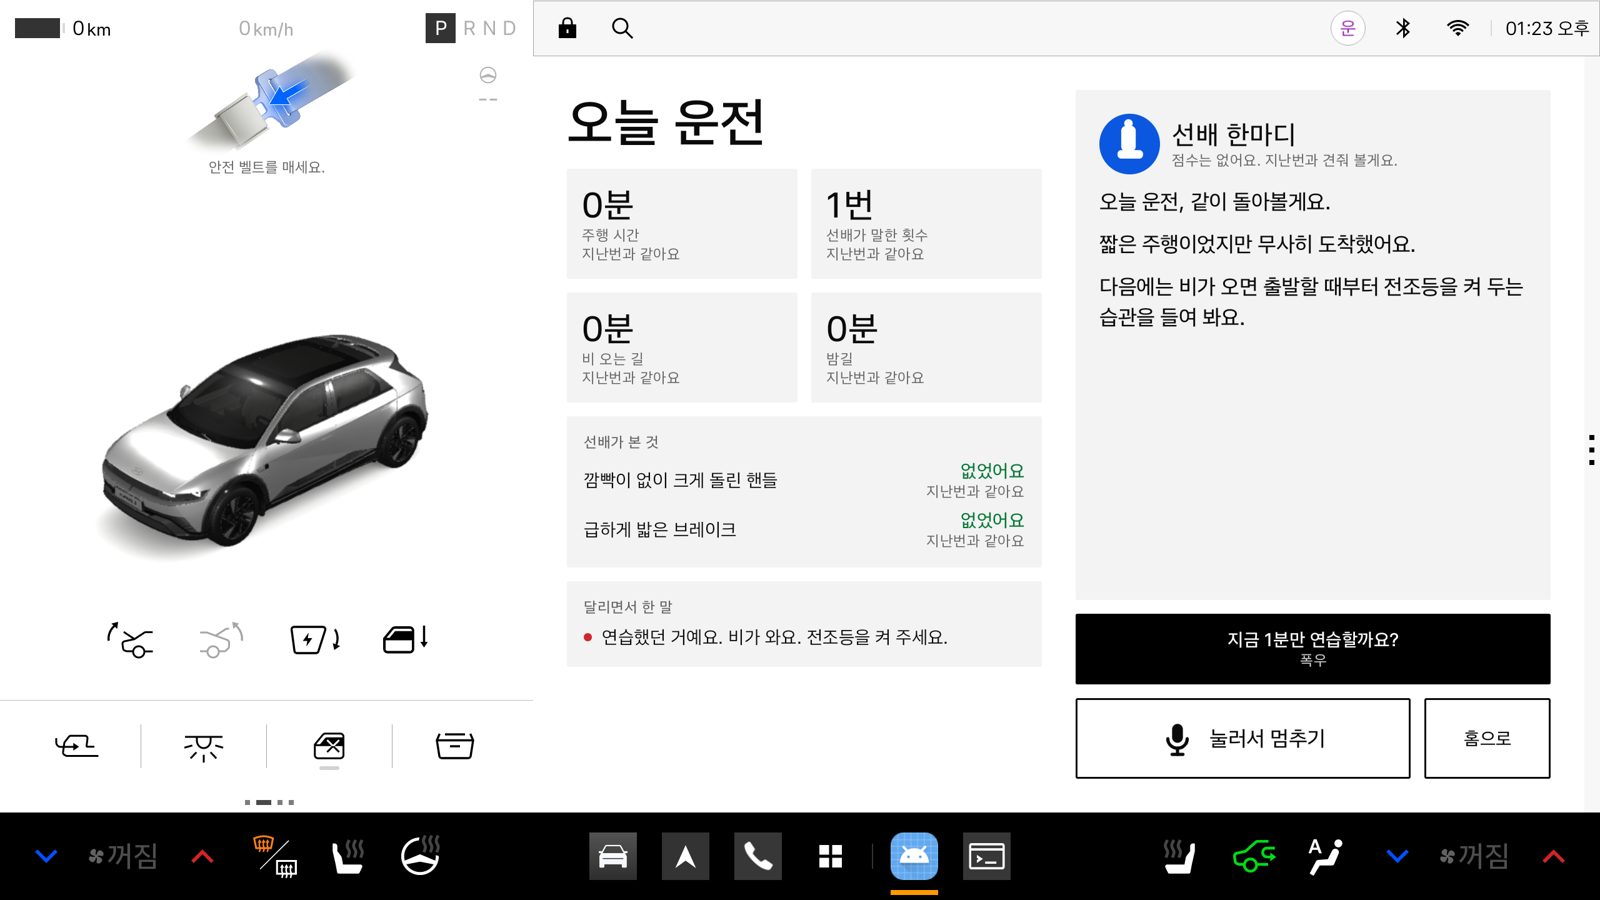 0 km
0 km/h
P R N D
운
01:23 오후
--
안전 벨트를 매세요.
오늘 운전
0분
주행 시간
지난번과 같아요
1번
선배가 말한 횟수
지난번과 같아요
0분
비 오는 길
지난번과 같아요
0분
밤길
지난번과 같아요
선배가 본 것
깜빡이 없이 크게 돌린 핸들
없었어요
지난번과 같아요
급하게 밟은 브레이크
없었어요
지난번과 같아요
달리면서 한 말
연습했던 거예요. 비가 와요. 전조등을 켜 주세요.
선배 한마디
점수는 없어요. 지난번과 견줘 볼게요.
오늘 운전, 같이 돌아볼게요.
짧은 주행이었지만 무사히 도착했어요.
다음에는 비가 오면 출발할 때부터 전조등을 켜 두는
습관을 들여 봐요.
지금 1분만 연습할까요?
폭우
눌러서 멈추기
홈으로
꺼짐
A
꺼짐